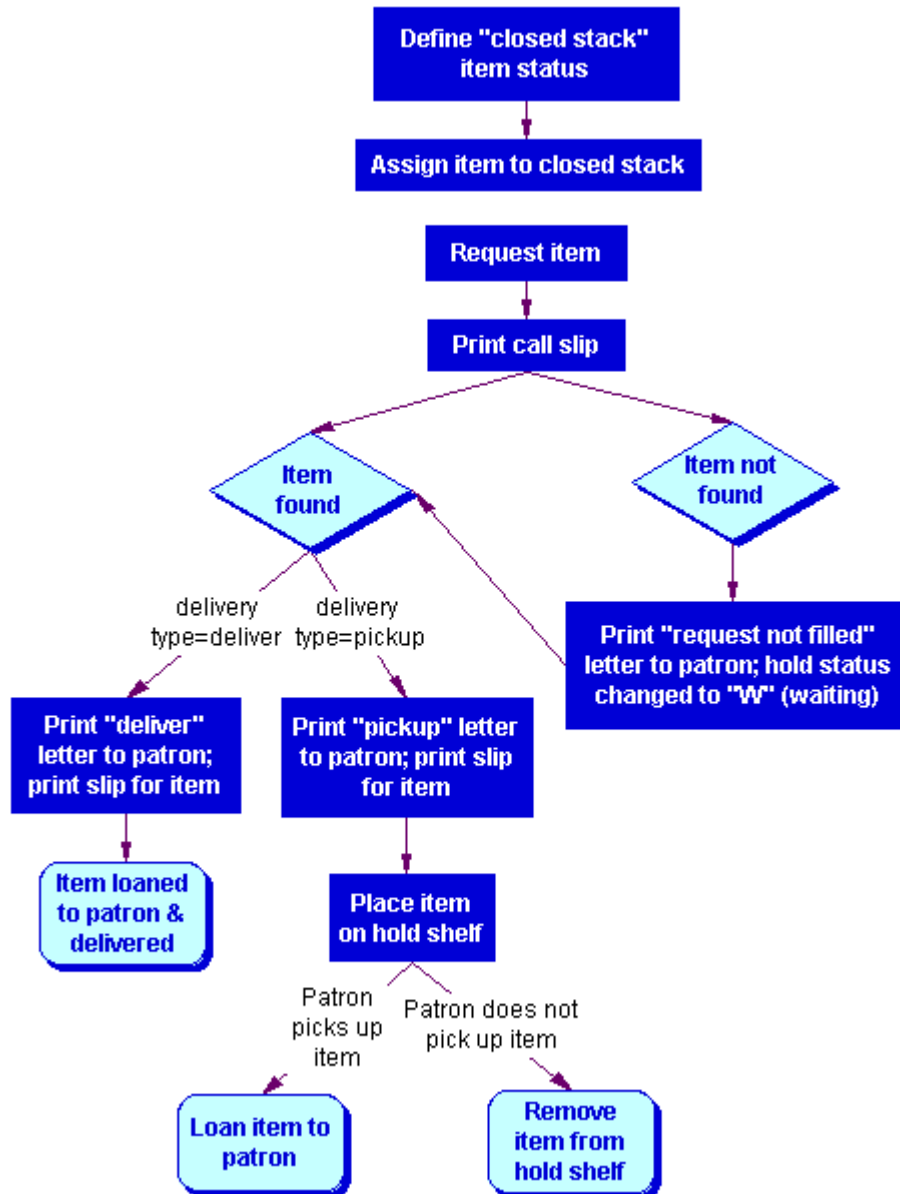 Define "closed stack"
item status
Assign item to closed stack
Request item
Print call slip
Item
found
Item not
found
delivery
type=deliver
delivery
type=pickup
Print "request not filled"
letter to patron; hold status
changed to "W" (waiting)
Print "deliver"
letter to patron;
print slip for item
Print "pickup" letter
to patron; print slip
for item
Item loaned
to patron &
delivered
Place item
on hold shelf
Patron
picks up
item
Patron does not
pick up item
Loan item to
patron
Remove
item from
hold shelf